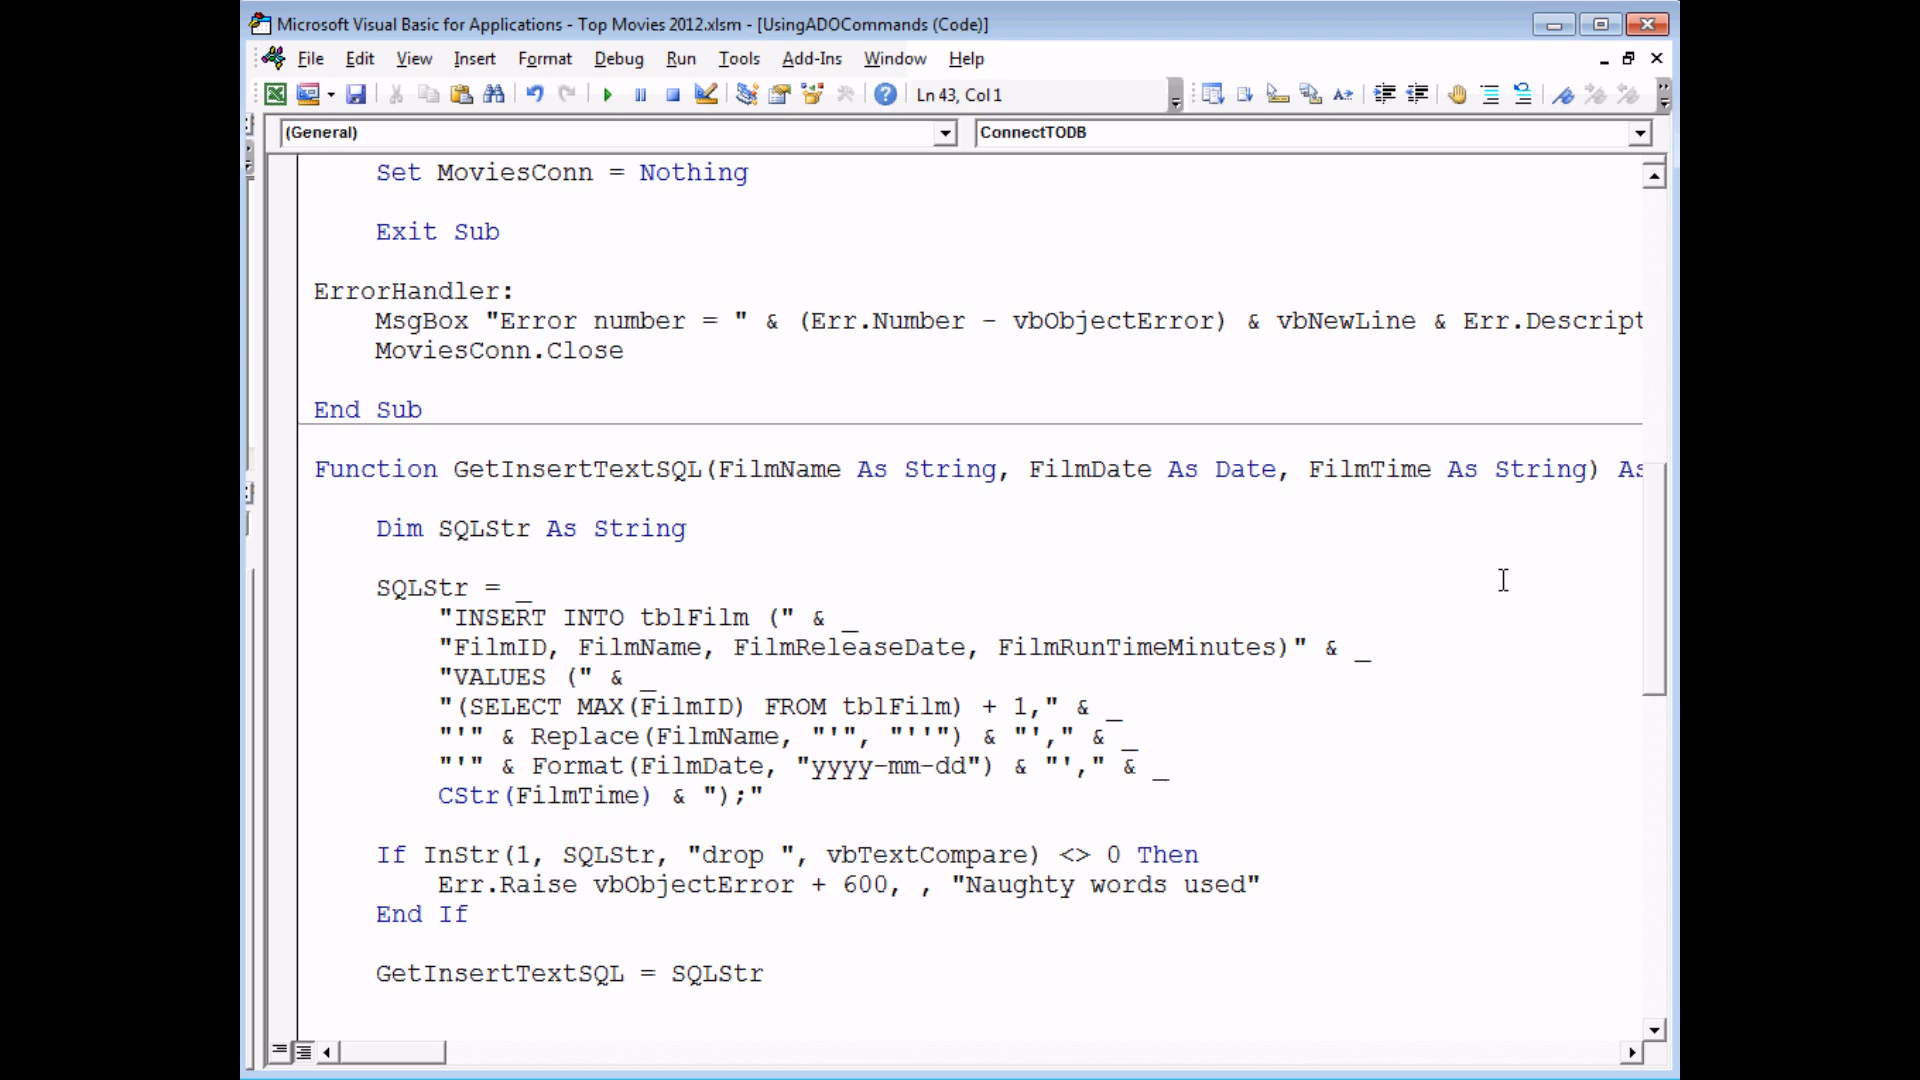 Microsoft Visual Basic for Applications - Top Movies 2012.xlsm - [UsingADOCommands (Code)]
File Edit View Insert Format Debug Run Tools Add-Ins Window Help
Ln 43, Col 1
(General) ConnectTODB
Set MoviesConn = Nothing
Exit Sub
ErrorHandler:
MsgBox "Error number = " & (Err.Number - vbObjectError) & vbNewLine & Err.Descript
MoviesConn.Close
End Sub
Function GetInsertTextSQL(FilmName As String, FilmDate As Date, FilmTime As String) As
Dim SQLStr As String
SQLStr = _
"INSERT INTO tblFilm (" & _
"FilmID, FilmName, FilmReleaseDate, FilmRunTimeMinutes)" & _
"VALUES (" & _
"(SELECT MAX(FilmID) FROM tblFilm) + 1," & _
"'" & Replace(FilmName, "'", "''") & "'," & _
"'" & Format(FilmDate, "yyyy-mm-dd") & "'," & _
CStr(FilmTime) & ");"
If InStr(1, SQLStr, "drop ", vbTextCompare) <> 0 Then
Err.Raise vbObjectError + 600, , "Naughty words used"
End If
GetInsertTextSQL = SQLStr